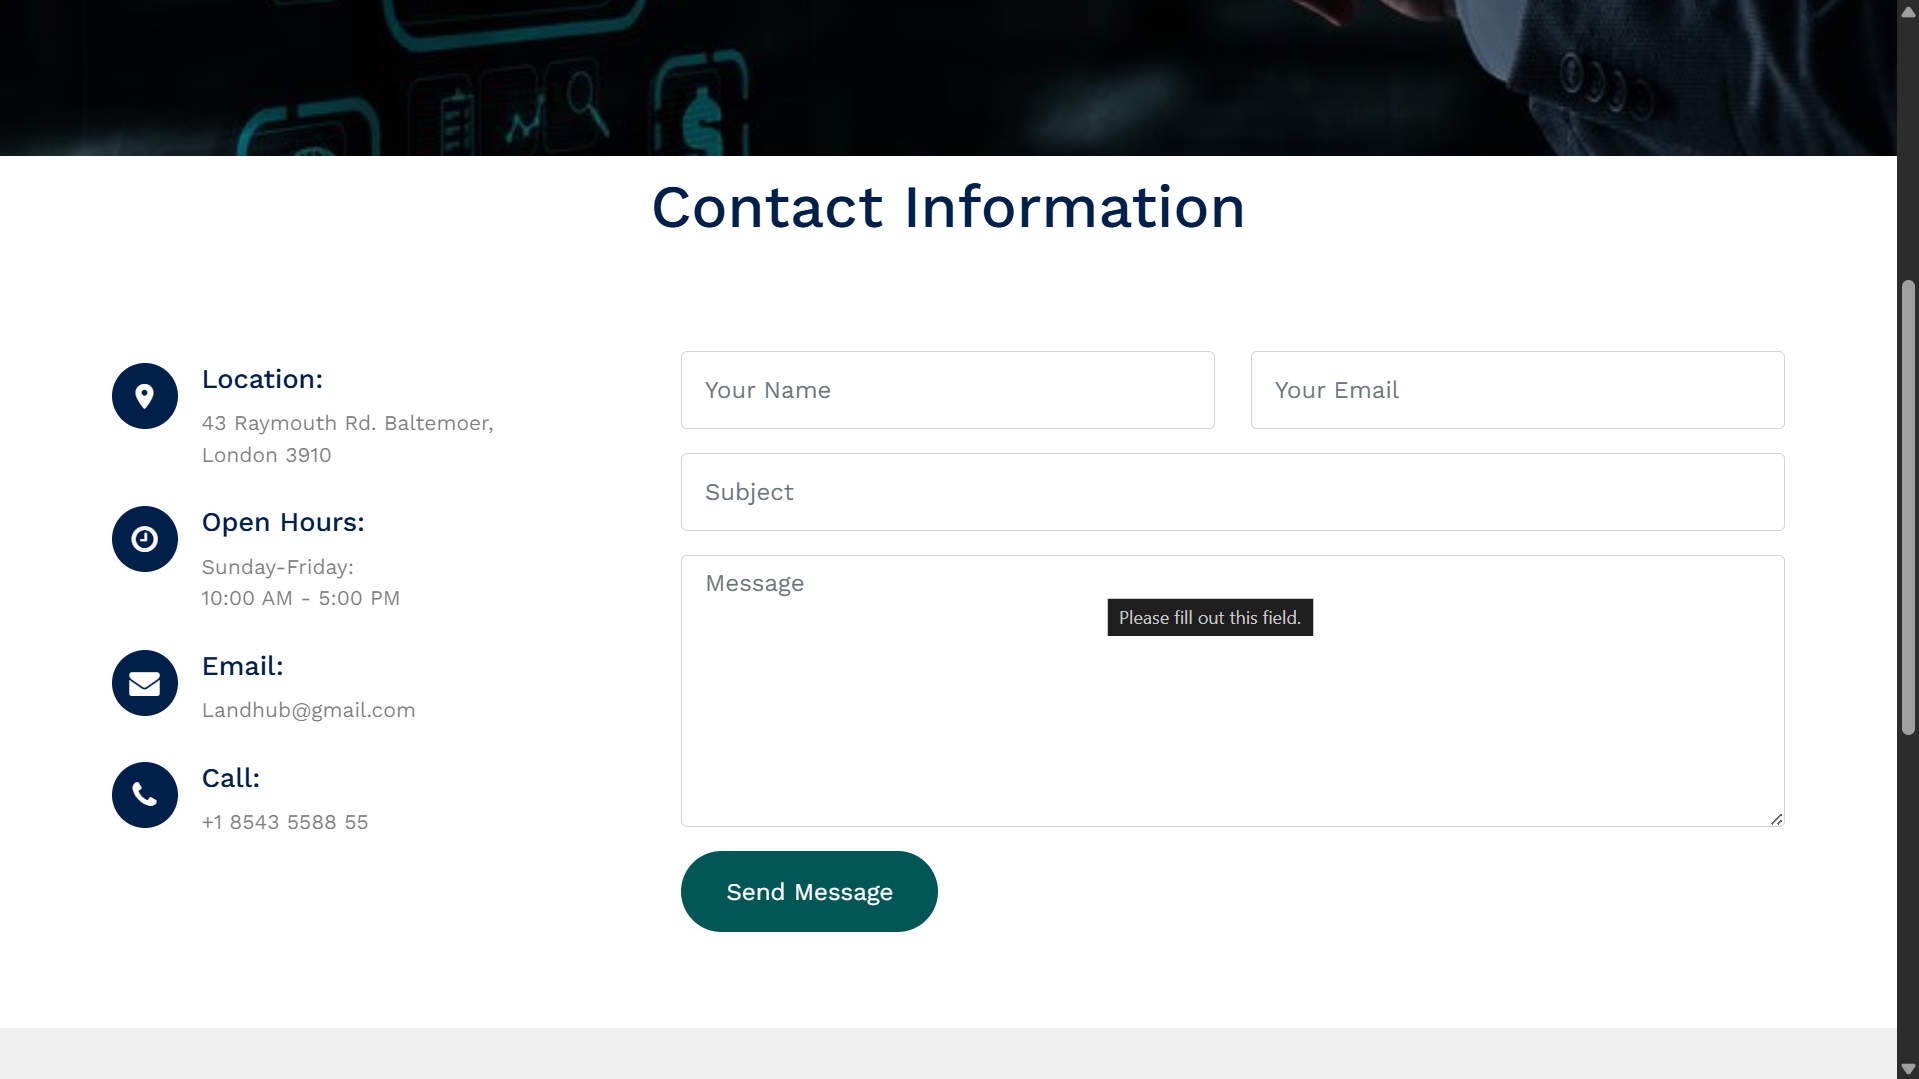 Contact Information
Location:
43 Raymouth Rd. Baltemoer,
London 3910
Open Hours:
Sunday-Friday:
10:00 AM - 5:00 PM
Email:
Landhub@gmail.com
Call:
+1 8543 5588 55
Your Name
Your Email
Subject
Message
Please fill out this field.
Send Message